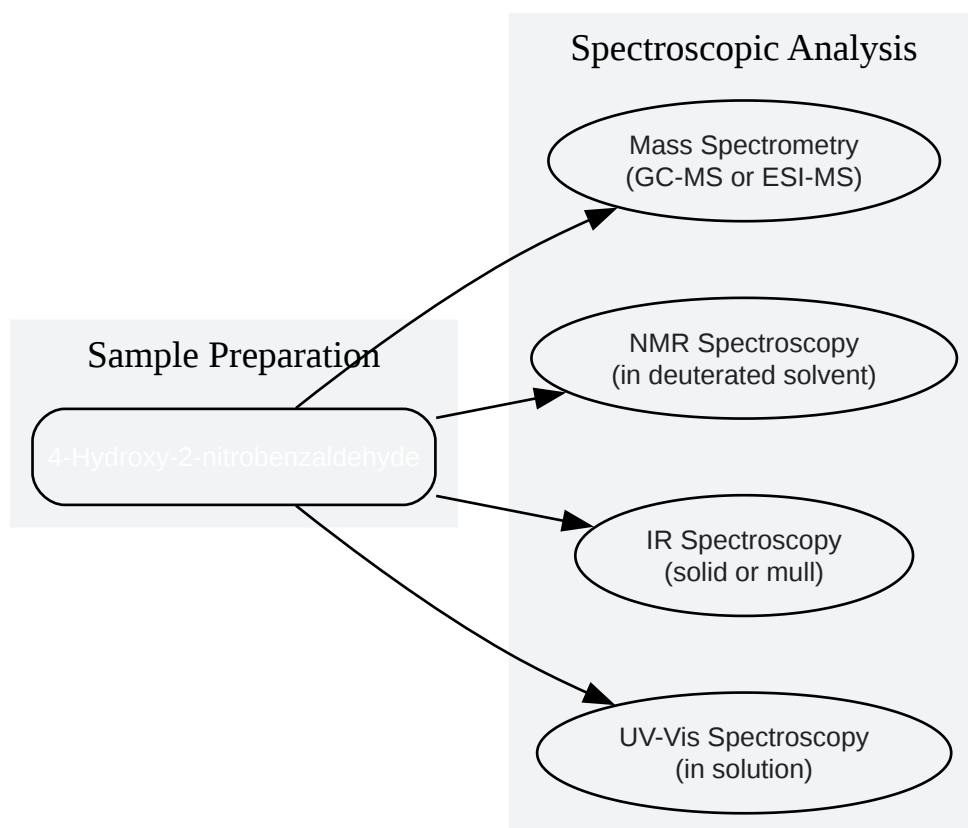 Spectroscopic Analysis
Mass Spectrometry
(GC-MS or ESI-MS)
NMR Spectroscopy
(in deuterated solvent)
Sample Preparation
4-Hydroxy-2-nitrobenzaldehyde
IR Spectroscopy
(solid or mull)
UV-Vis Spectroscopy
(in solution)